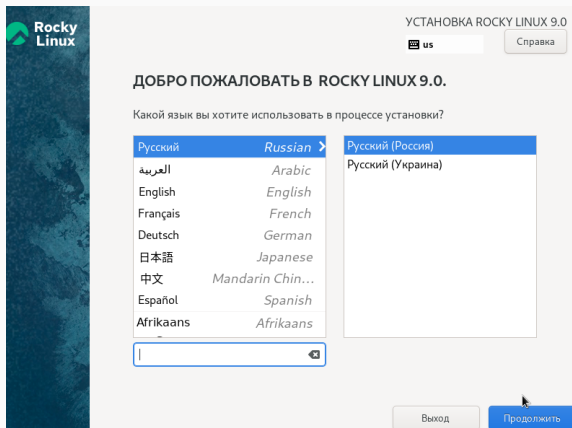 Rocky
Linux
УСТАНОВКА ROCKY LINUX 9.0
us
Справка
ДОБРО ПОЖАЛОВАТЬ В ROCKY LINUX 9.0.
Какой язык вы хотите использовать в процессе установки?
Русский Russian
العربية Arabic
English English
Français French
Deutsch German
日本語 Japanese
中文 Mandarin Chin...
Español Spanish
Afrikaans Afrikaans
Русский (Россия)
Русский (Украина)
Выход
Продолжить